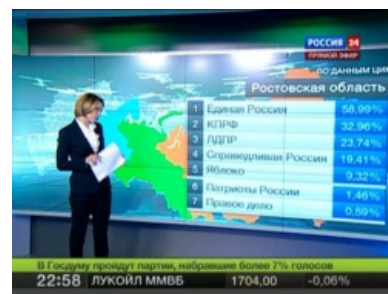 РОССИЯ 24
ПРЯМОЙ ЭФИР
ПО ДАННЫМ ЦИК
Ростовская область
1 Единая Россия 58,99%
2 КПРФ 32,96%
3 ЛДПР 23,74%
4 Справедливая Россия 19,41%
5 Яблоко 9,32%
6 Патриоты России 1,46%
7 Правое дело 0,59%
В Госдуму пройдут партии, набравшие более 7% голосов
22:58 ЛУКОЙЛ ММВБ 1704,00 -0,06%